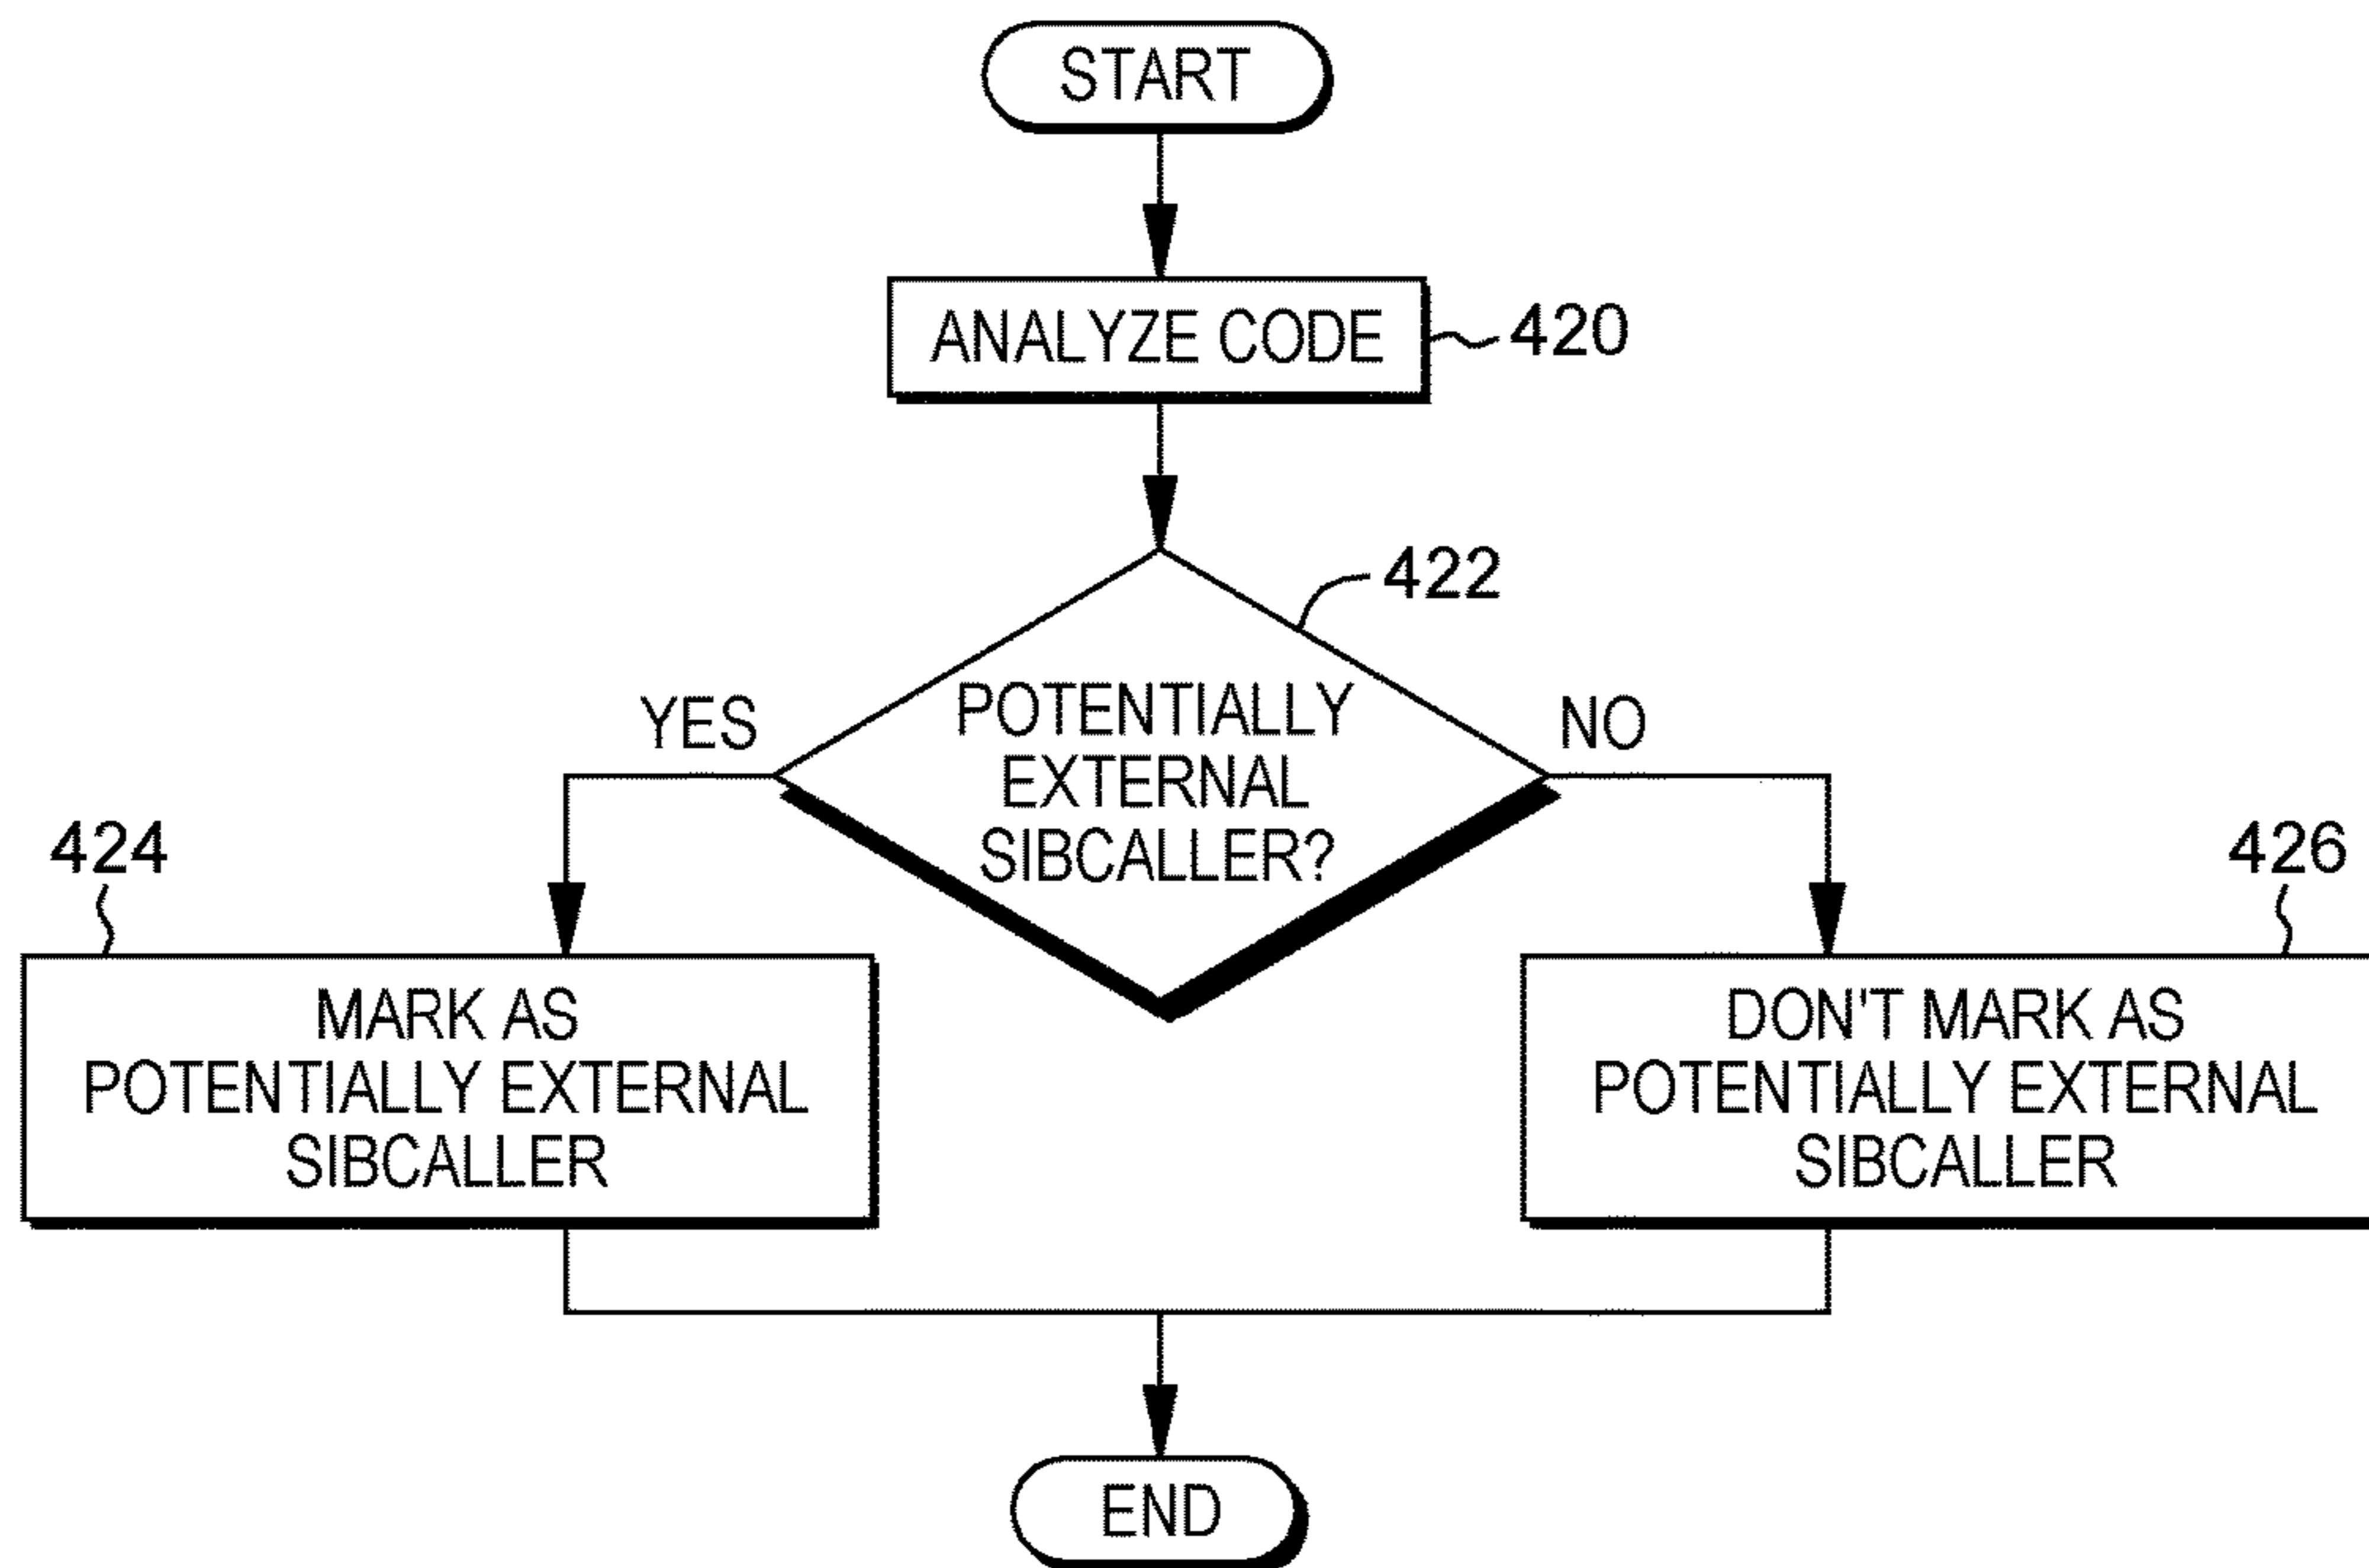 START
ANALYZE CODE
420
422
POTENTIALLY
EXTERNAL
SIBCALLER?
YES
NO
424
426
MARK AS
POTENTIALLY EXTERNAL
SIBCALLER
DON'T MARK AS
POTENTIALLY EXTERNAL
SIBCALLER
END